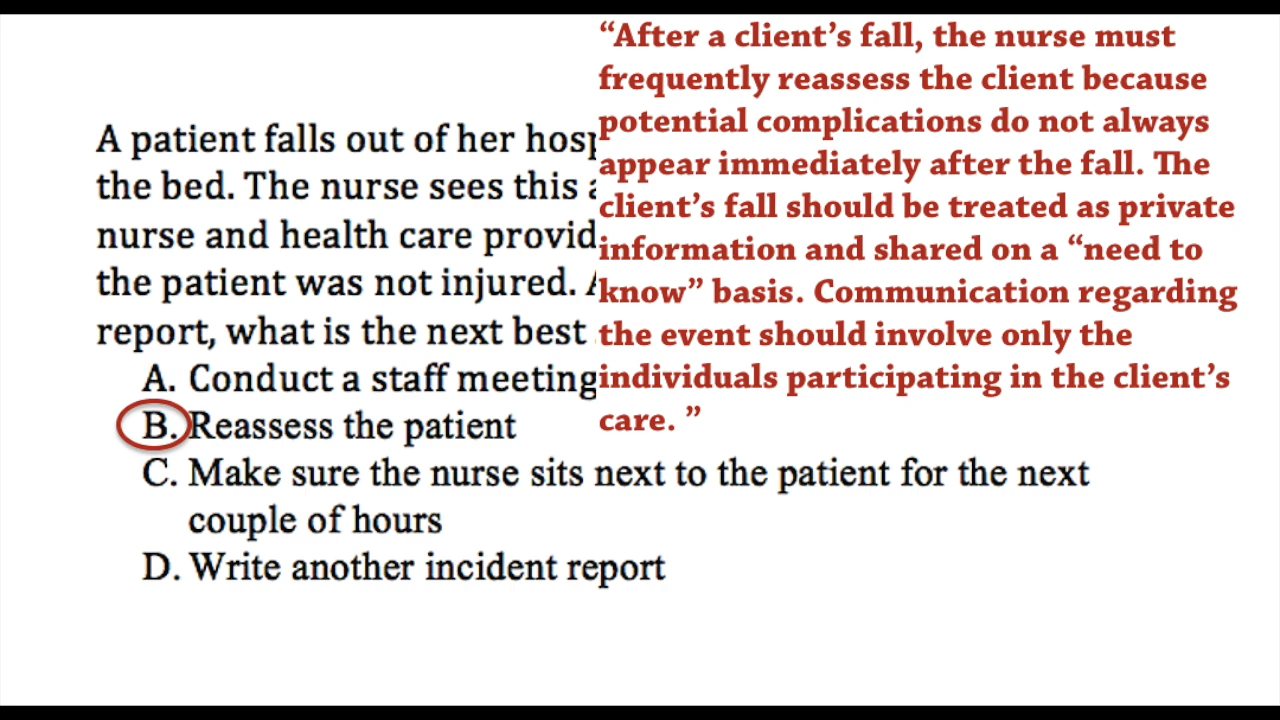 A patient falls out of her
the bed. The nurse sees this
nurse and health care
the patient was not injured.
report, what is the next best
A. Conduct a staff meeting
B. Reassess the patient
C. Make sure the nurse sits next to the patient for the next
couple of hours
D. Write another incident report
“After a client’s fall, the nurse must
frequently reassess the client because
potential complications do not always
appear immediately after the fall. The
client’s fall should be treated as private
information and shared on a “need to
know” basis. Communication regarding
the event should involve only the
individuals participating in the client’s
care. ”